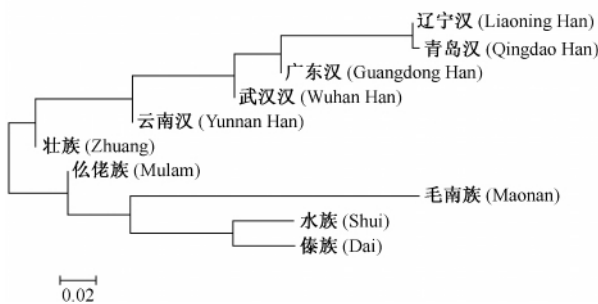 辽宁汉 (Liaoning Han)
青岛汉 (Qingdao Han)
广东汉 (Guangdong Han)
武汉汉 (Wuhan Han)
云南汉 (Yunnan Han)
壮族 (Zhuang)
仫佬族 (Mulam)
毛南族 (Maonan)
水族 (Shui)
傣族 (Dai)
0.02